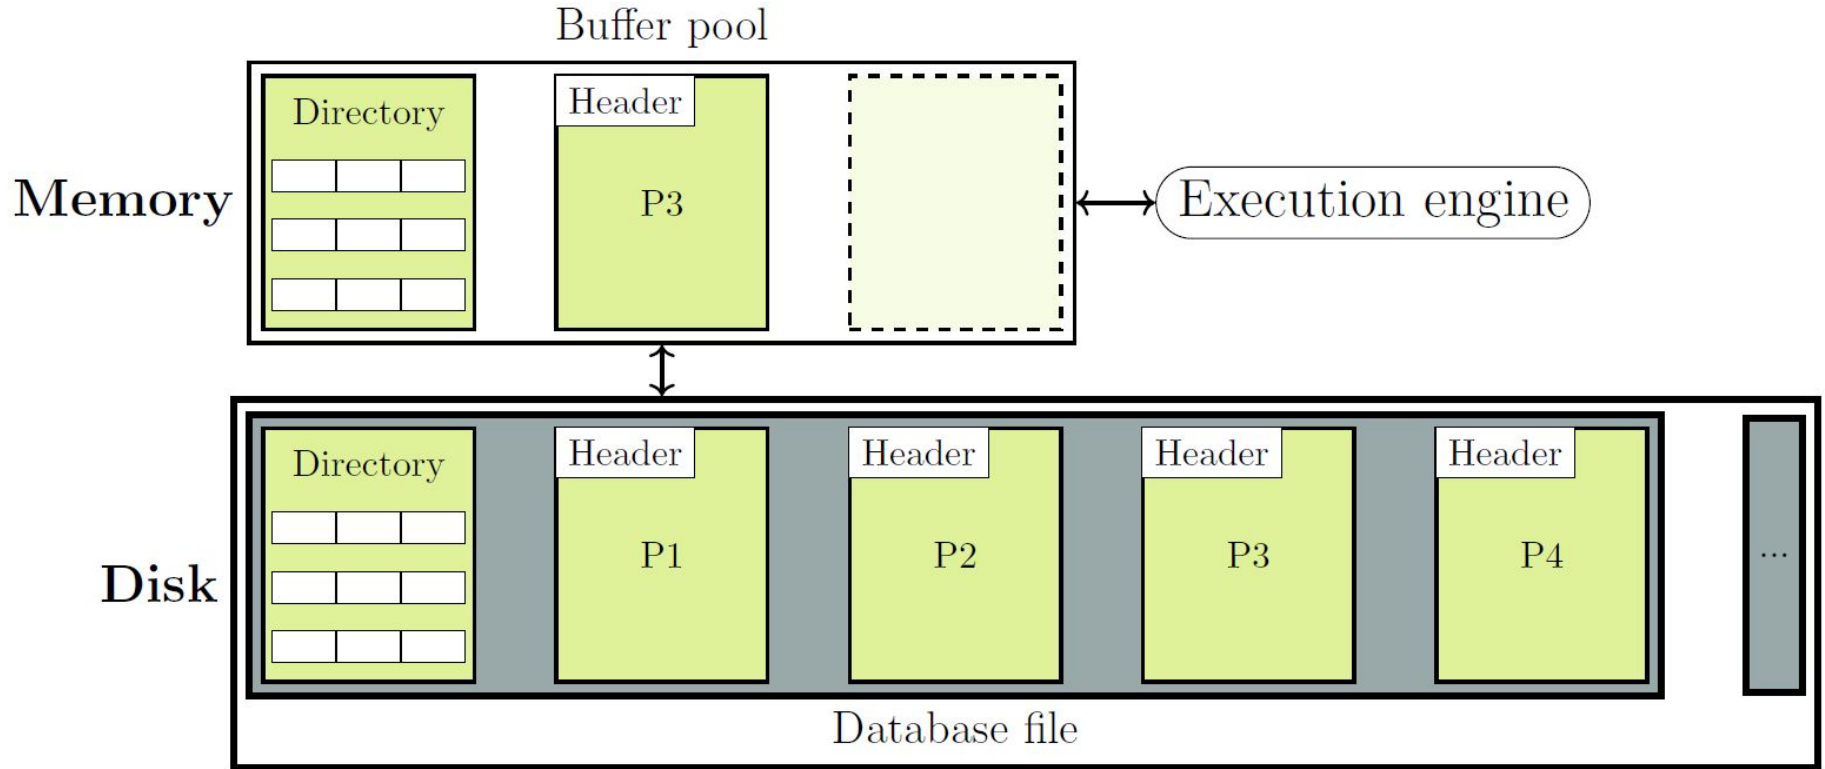 Buffer pool
Directory
Header
P3
Memory
Execution engine
Directory
Header
Header
Header
Header
P1
P2
P3
P4
...
Disk
Database file